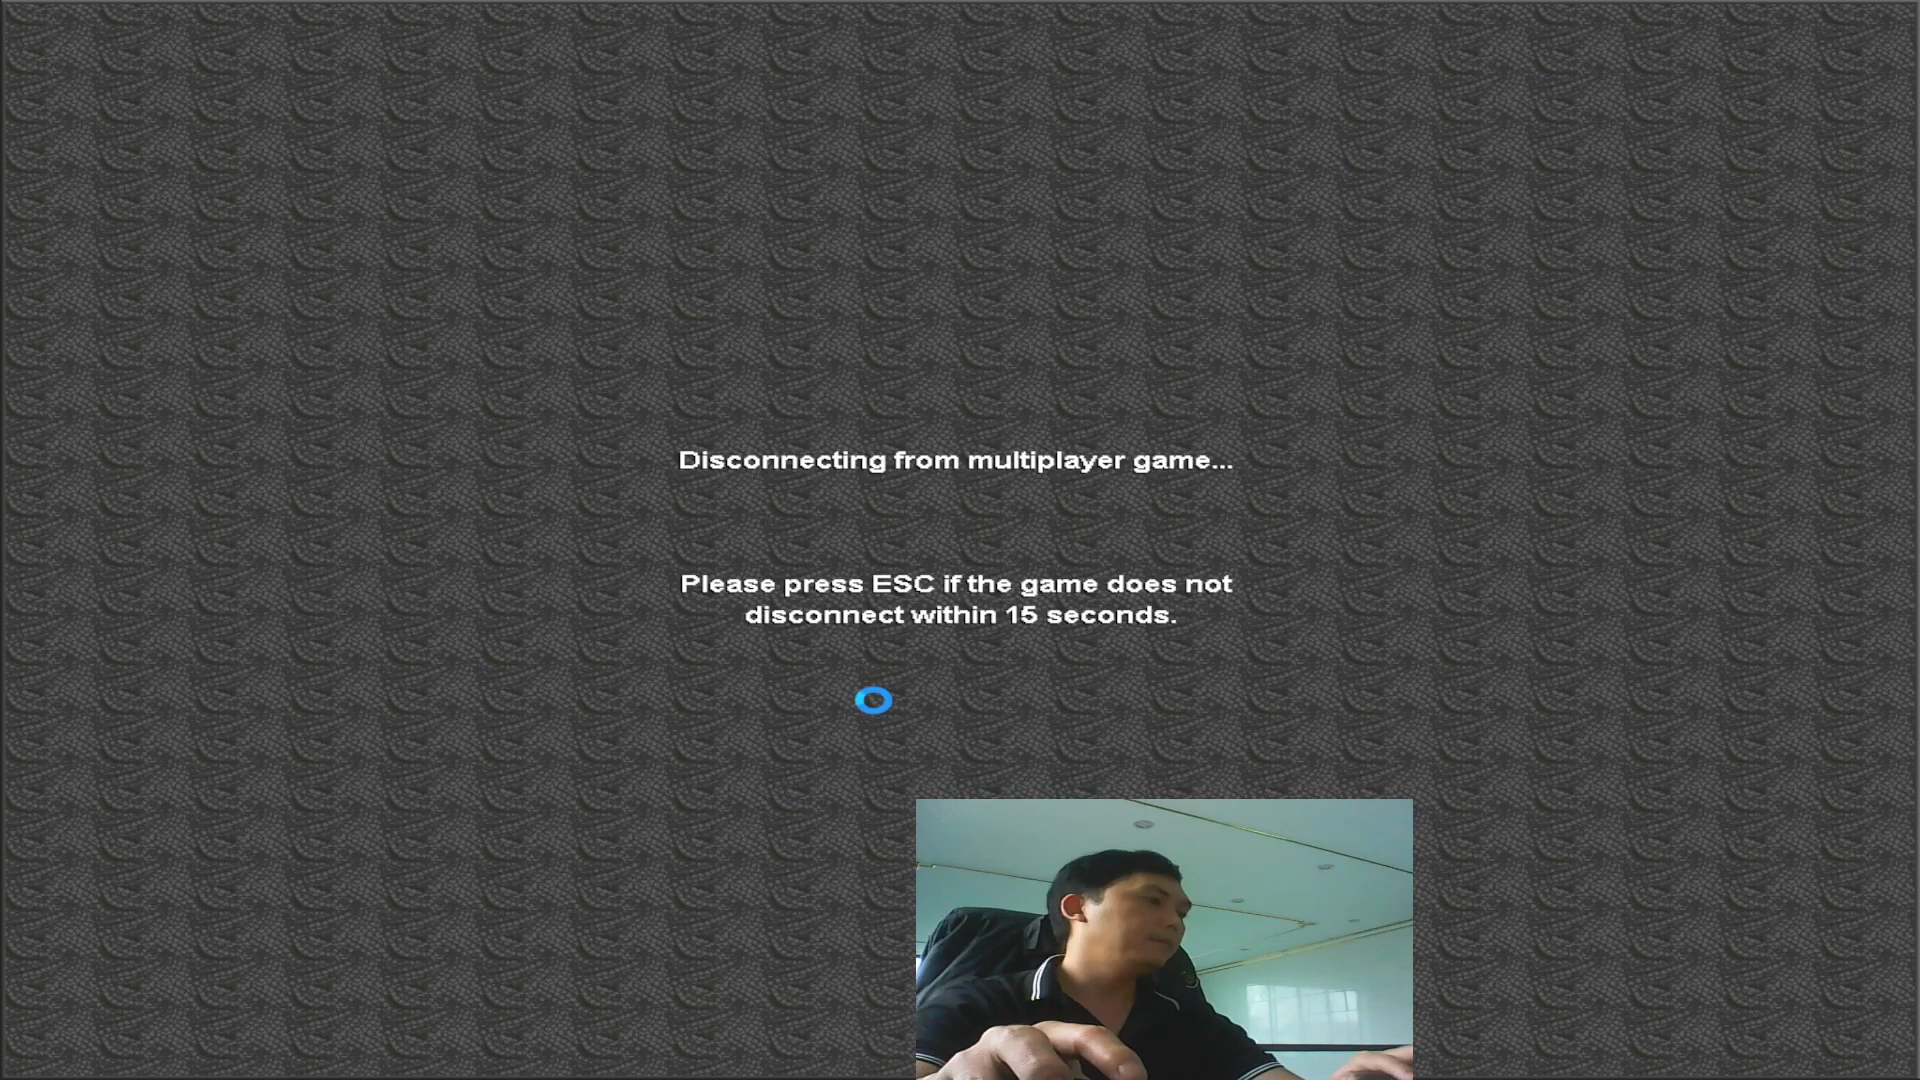 Disconnecting from multiplayer game...
Please press ESC if the game does not
disconnect within 15 seconds.